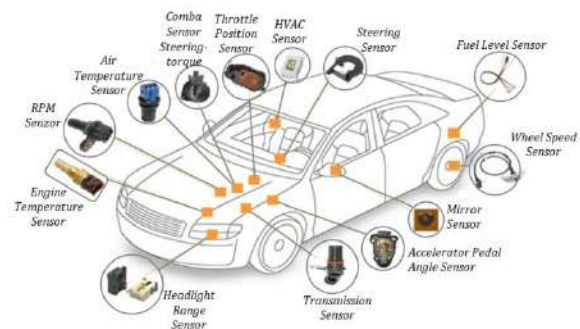 Comba
Sensor
Steering-
torque
Throttle
Position
Sensor
HVAC
Sensor
Steering
Sensor
Fuel Level Sensor
Air
Temperature
Sensor
RPM
Senzor
Wheel Speed
Sensor
Engine
Temperature
Sensor
Mirror
Sensor
Accelerator Pedal
Angle Sensor
Transmission
Sensor
Headlight
Range
Sensor